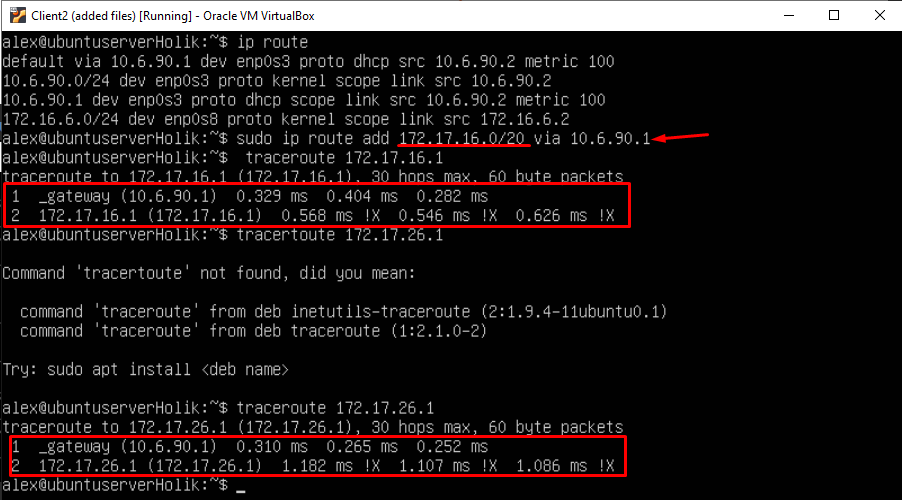 Client2 (added files) [Running] - Oracle VM VirtualBox
alex@ubuntuserverHolik:~$ ip route
default via 10.6.90.1 dev enp0s3 proto dhcp src 10.6.90.2 metric 100
10.6.90.0/24 dev enp0s3 proto kernel scope link src 10.6.90.2
10.6.90.1 dev enp0s3 proto dhcp scope link src 10.6.90.2 metric 100
172.16.6.0/24 dev enp0s8 proto kernel scope link src 172.16.6.2
alex@ubuntuserverHolik:~$ sudo ip route add 172.17.16.0/20 via 10.6.90.1
alex@ubuntuserverHolik:~$  traceroute 172.17.16.1
traceroute to 172.17.16.1 (172.17.16.1), 30 hops max, 60 byte packets
1  _gateway (10.6.90.1)  0.329 ms  0.404 ms  0.282 ms
2  172.17.16.1 (172.17.16.1)  0.568 ms !X  0.546 ms !X  0.626 ms !X
alex@ubuntuserverHolik:~$ tracertoute 172.17.26.1
Command 'tracertoute' not found, did you mean:
command 'traceroute' from deb inetutils-traceroute (2:1.9.4-11ubuntu0.1)
command 'traceroute' from deb traceroute (1:2.1.0-2)
Try: sudo apt install <deb name>
alex@ubuntuserverHolik:~$ traceroute 172.17.26.1
traceroute to 172.17.26.1 (172.17.26.1), 30 hops max, 60 byte packets
1  _gateway (10.6.90.1)  0.310 ms  0.265 ms  0.252 ms
2  172.17.26.1 (172.17.26.1)  1.182 ms !X  1.107 ms !X  1.086 ms !X
alex@ubuntuserverHolik:~$ _